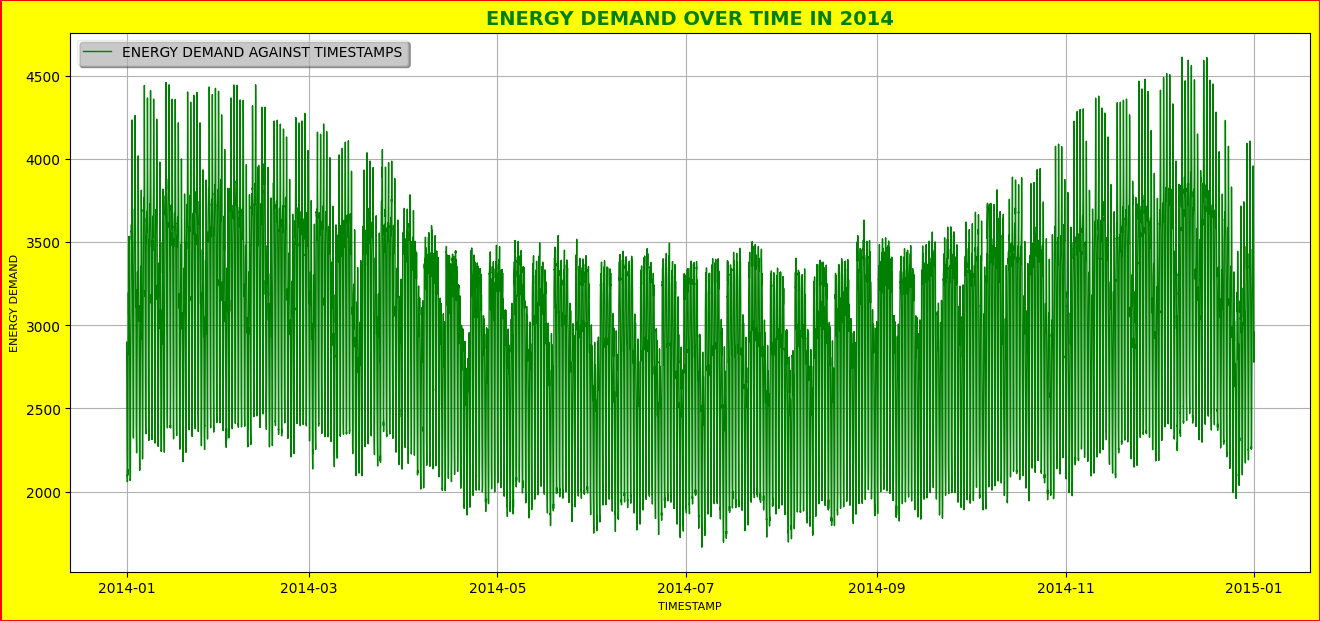 ENERGY DEMAND OVER TIME IN 2014
ENERGY DEMAND AGAINST TIMESTAMPS
4500
4000
3500
3000
2500
2000
ENERGY DEMAND
2014-01 2014-03 2014-05 2014-07 2014-09 2014-11 2015-01
TIMESTAMP